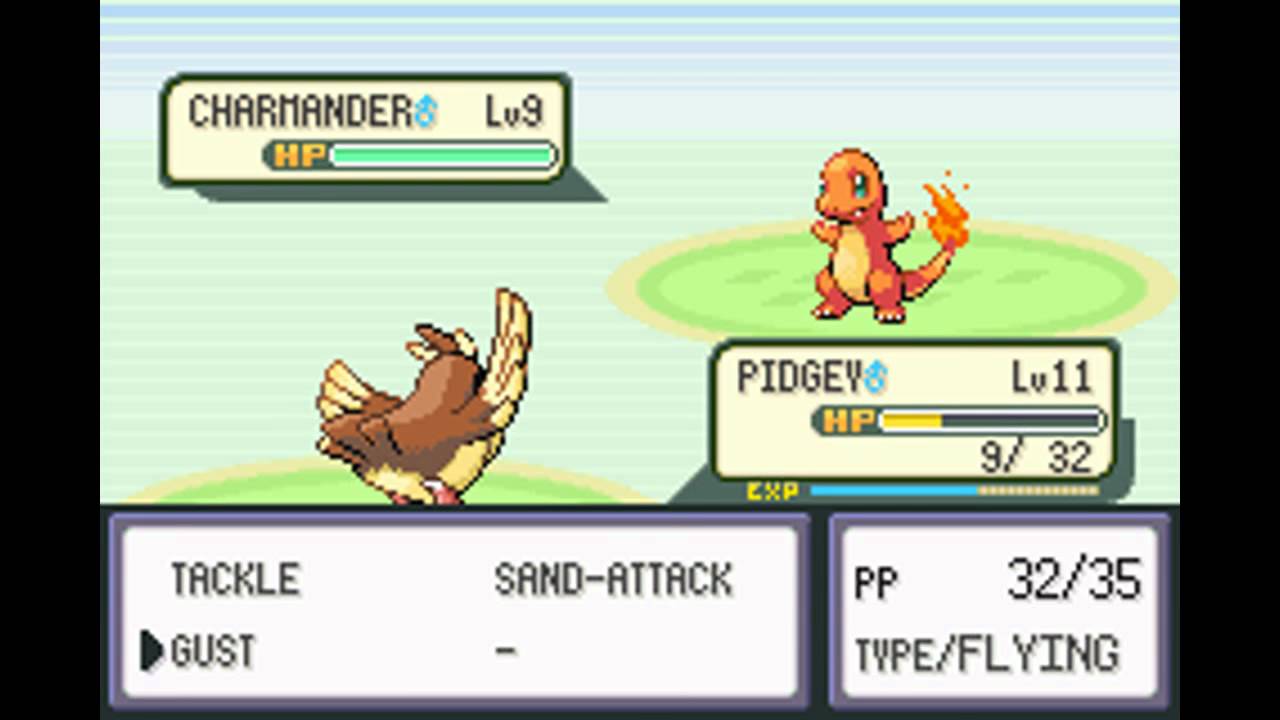 CHARMANDER♂ Lv9
HP
PIDGEY♂ Lv11
HP
9/ 32
EXP
TACKLE SAND-ATTACK
▶GUST -
PP 32/35
TYPE/FLYING